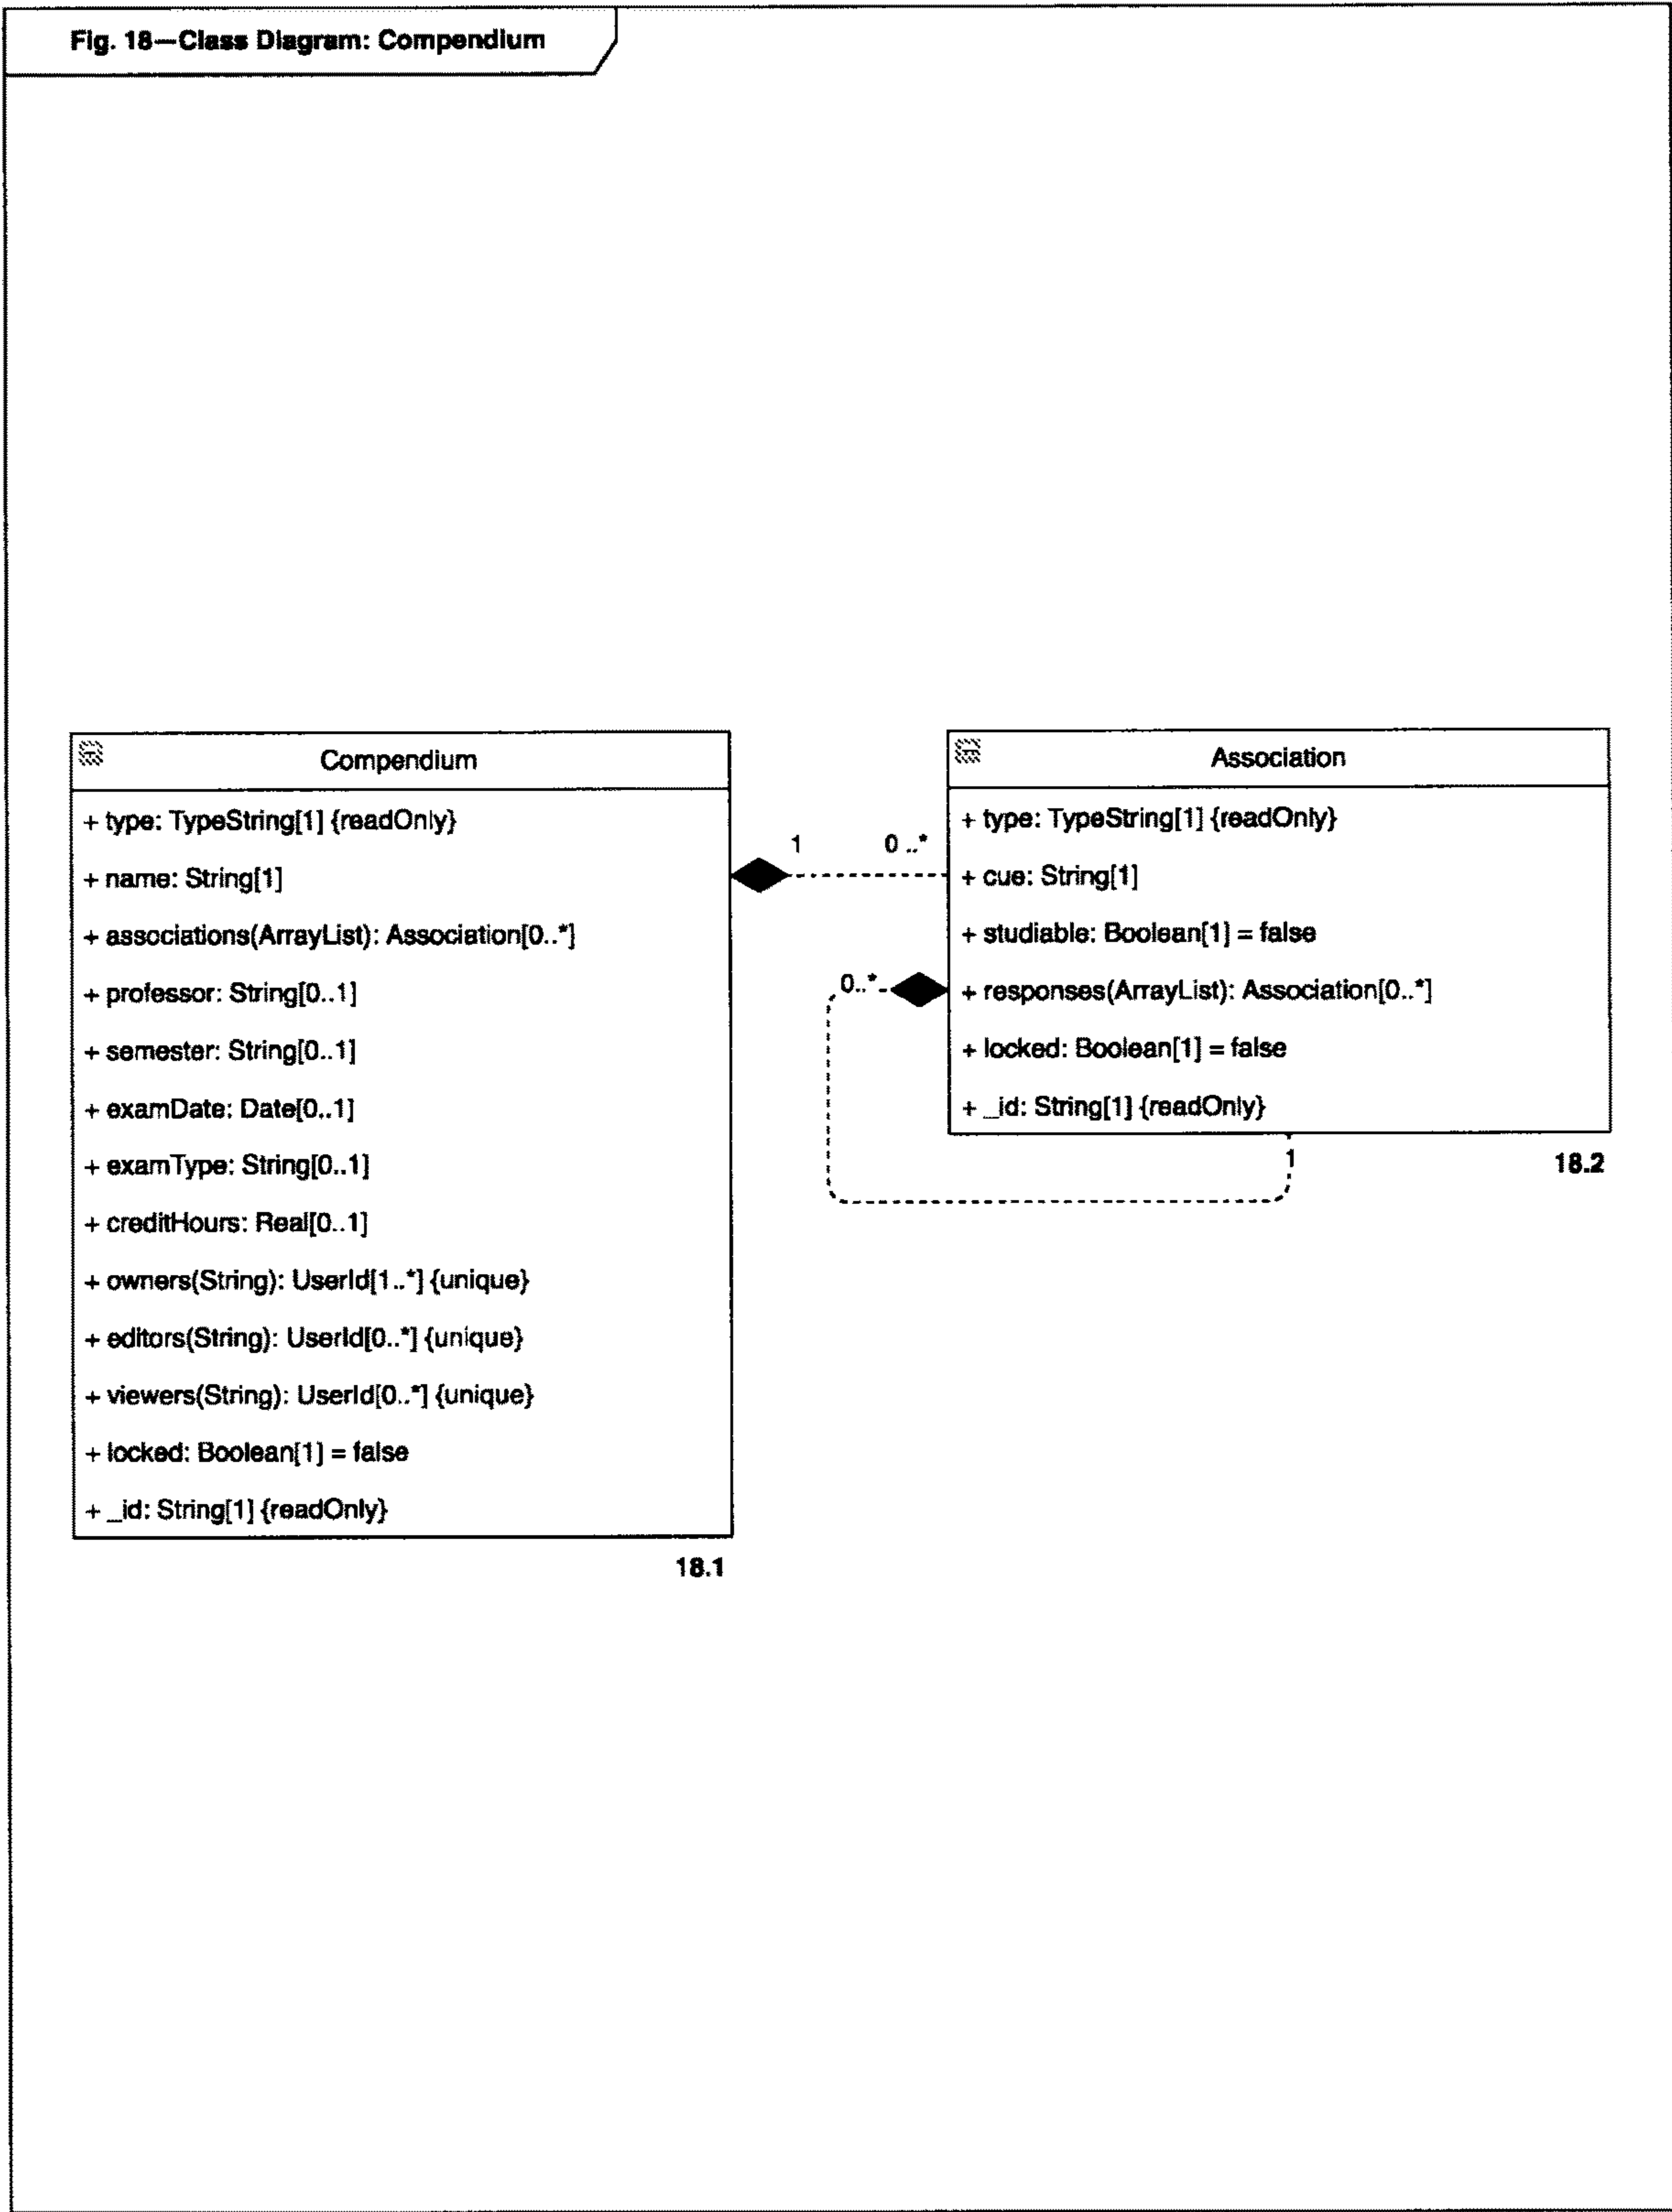 Fig. 18—Class Diagram: Compendium
Compendium
+ type: TypeString[1] {readOnly}
+ name: String[1]
+ associations(ArrayList): Association[0..*]
+ professor: String[0..1]
+ semester: String[0..1]
+ examDate: Date[0..1]
+ examType: String[0..1]
+ creditHours: Real[0..1]
+ owners(String): UserId[1..*] {unique}
+ editors(String): UserId[0..*] {unique}
+ viewers(String): UserId[0..*] {unique}
+ locked: Boolean[1] = false
+ _id: String[1] {readOnly}
18.1
1
0 ..*
Association
+ type: TypeString[1] {readOnly}
+ cue: String[1]
+ studiable: Boolean[1] = false
+ responses(ArrayList): Association[0..*]
+ locked: Boolean[1] = false
+ _id: String[1] {readOnly}
0..*
1
18.2